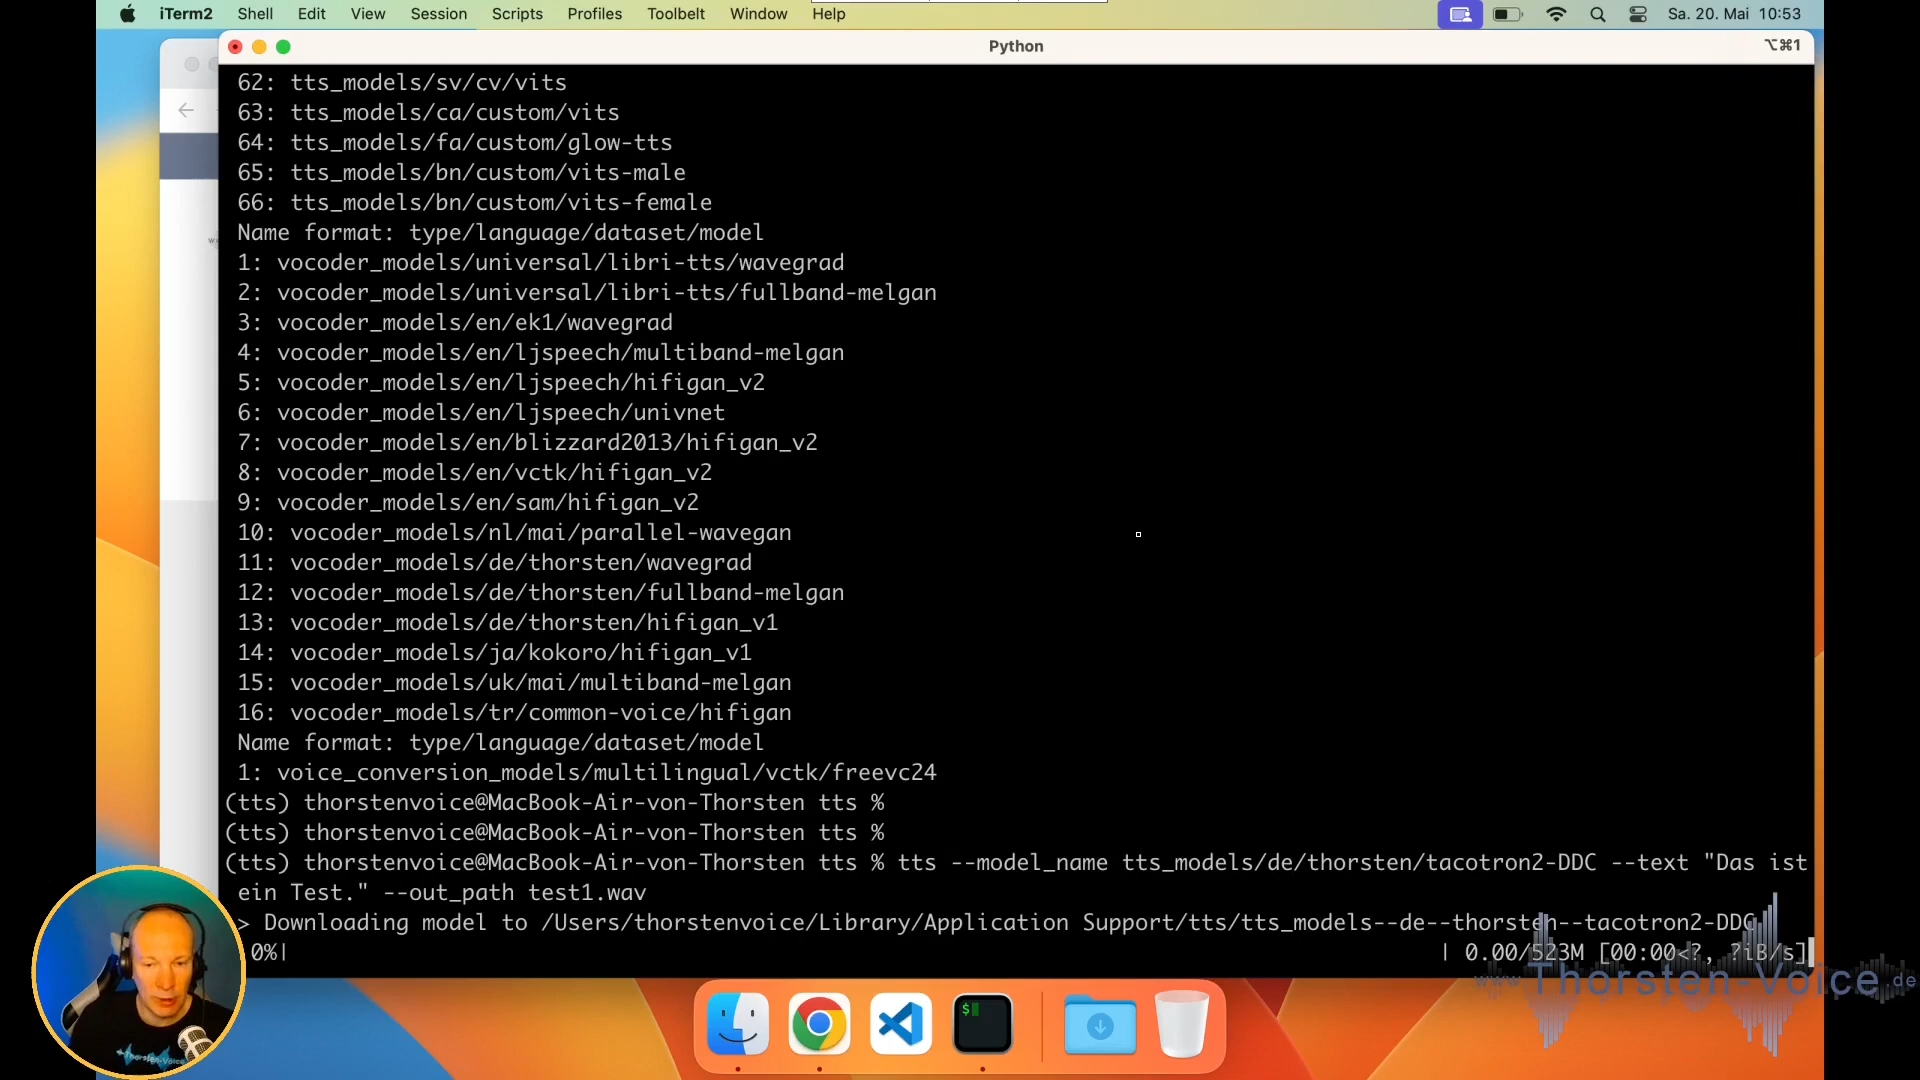 iTerm2 Shell Edit View Session Scripts Profiles Toolbelt Window Help Sa. 20. Mai 10:53
Python ⌥⌘1
62: tts_models/sv/cv/vits
63: tts_models/ca/custom/vits
64: tts_models/fa/custom/glow-tts
65: tts_models/bn/custom/vits-male
66: tts_models/bn/custom/vits-female
Name format: type/language/dataset/model
1: vocoder_models/universal/libri-tts/wavegrad
2: vocoder_models/universal/libri-tts/fullband-melgan
3: vocoder_models/en/ek1/wavegrad
4: vocoder_models/en/ljspeech/multiband-melgan
5: vocoder_models/en/ljspeech/hifigan_v2
6: vocoder_models/en/ljspeech/univnet
7: vocoder_models/en/blizzard2013/hifigan_v2
8: vocoder_models/en/vctk/hifigan_v2
9: vocoder_models/en/sam/hifigan_v2
10: vocoder_models/nl/mai/parallel-wavegan
11: vocoder_models/de/thorsten/wavegrad
12: vocoder_models/de/thorsten/fullband-melgan
13: vocoder_models/de/thorsten/hifigan_v1
14: vocoder_models/ja/kokoro/hifigan_v1
15: vocoder_models/uk/mai/multiband-melgan
16: vocoder_models/tr/common-voice/hifigan
Name format: type/language/dataset/model
1: voice_conversion_models/multilingual/vctk/freevc24
(tts) thorstenvoice@MacBook-Air-von-Thorsten tts %
(tts) thorstenvoice@MacBook-Air-von-Thorsten tts %
(tts) thorstenvoice@MacBook-Air-von-Thorsten tts % tts --model_name tts_models/de/thorsten/tacotron2-DDC --text "Das ist
ein Test." --out_path test1.wav
> Downloading model to /Users/thorstenvoice/Library/Application Support/tts/tts_models--de--thorsten--tacotron2-DDC
0%| | 0.00/523M [00:00<?, ?iB/s]
www.Thorsten-Voice.de
Thorsten-Voice